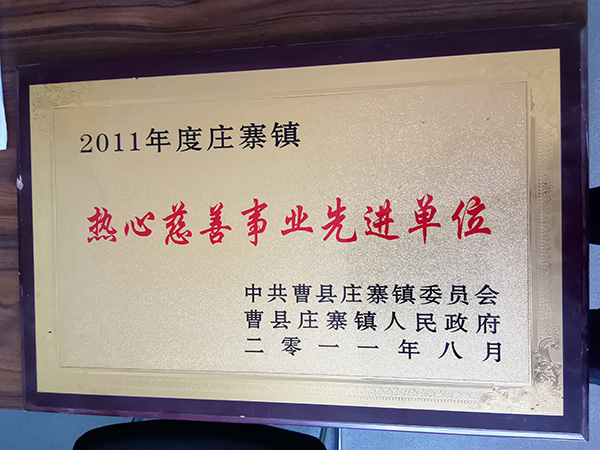 2011年度庄寨镇
热心慈善事业先进单位
中共曹县庄寨镇委员会
曹县庄寨镇人民政府
二零一一年八月